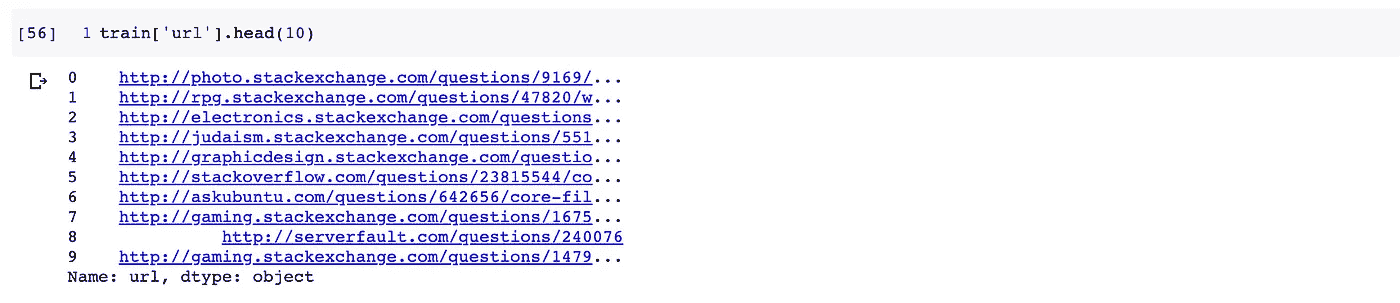 [56] 1 train['url'].head(10)
0 http://photo.stackexchange.com/questions/9169/...
1 http://rpg.stackexchange.com/questions/47820/w...
2 http://electronics.stackexchange.com/questions...
3 http://judaism.stackexchange.com/questions/551...
4 http://graphicdesign.stackexchange.com/questio...
5 http://stackoverflow.com/questions/23815544/co...
6 http://askubuntu.com/questions/642656/core-fil...
7 http://gaming.stackexchange.com/questions/1675...
8 http://serverfault.com/questions/240076
9 http://gaming.stackexchange.com/questions/1479...
Name: url, dtype: object